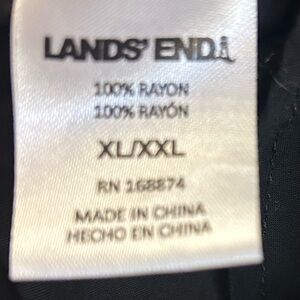 LANDS' END
100% RAYON
100% RAYÓN
XL/XXL
RN 168874
MADE IN CHINA
HECHO EN CHINA